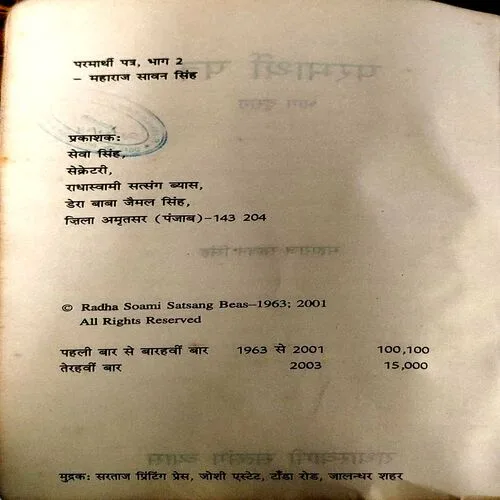 परमार्थी पत्र, भाग 2
– महाराज सावन सिंह
प्रकाशक:
सेवा सिंह,
सेक्रेटरी,
राधास्वामी सत्संग ब्यास,
डेरा बाबा जैमल सिंह,
ज़िला अमृतसर (पंजाब)–143 204
© Radha Soami Satsang Beas–1963; 2001
All Rights Reserved
पहली बार से बारहवीं बार 1963 से 2001 100,100
तेरहवीं बार 2003 15,000
मुद्रक: सरताज प्रिंटिंग प्रेस, जोशी एस्टेट, टाँडा रोड, जालन्धर शहर